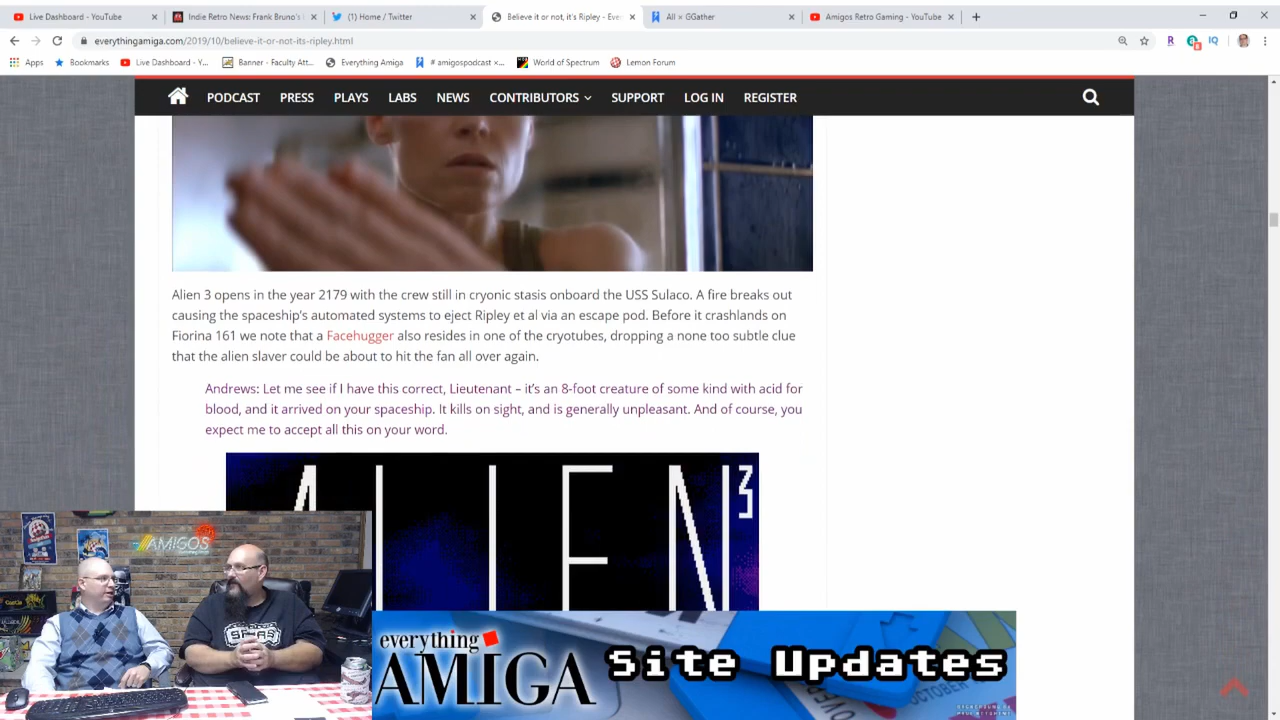 Live Dashboard - YouTube
Indie Retro News: Frank Bruno's
(1) Home / Twitter
Believe it or not, it's Ripley - Eve
All × GGather
Amigos Retro Gaming - YouTube
everythingamiga.com/2019/10/believe-it-or-not-its-ripley.html
Apps
Bookmarks
Live Dashboard - Y...
Banner - Faculty Att...
Everything Amiga
# amigospodcast ×...
World of Spectrum
Lemon Forum
PODCAST
PRESS
PLAYS
LABS
NEWS
CONTRIBUTORS
SUPPORT
LOG IN
REGISTER
Alien 3 opens in the year 2179 with the crew still in cryonic stasis onboard the USS Sulaco. A fire breaks out
causing the spaceship's automated systems to eject Ripley et al via an escape pod. Before it crashlands on
Fiorina 161 we note that a Facehugger also resides in one of the cryotubes, dropping a none too subtle clue
that the alien slaver could be about to hit the fan all over again.
Andrews: Let me see if I have this correct, Lieutenant – it's an 8-foot creature of some kind with acid for
blood, and it arrived on your spaceship. It kills on sight, and is generally unpleasant. And of course, you
expect me to accept all this on your word.
ALIEN 3
AMIGOS
everything
AMIGA
Site Updates
OCTOBER